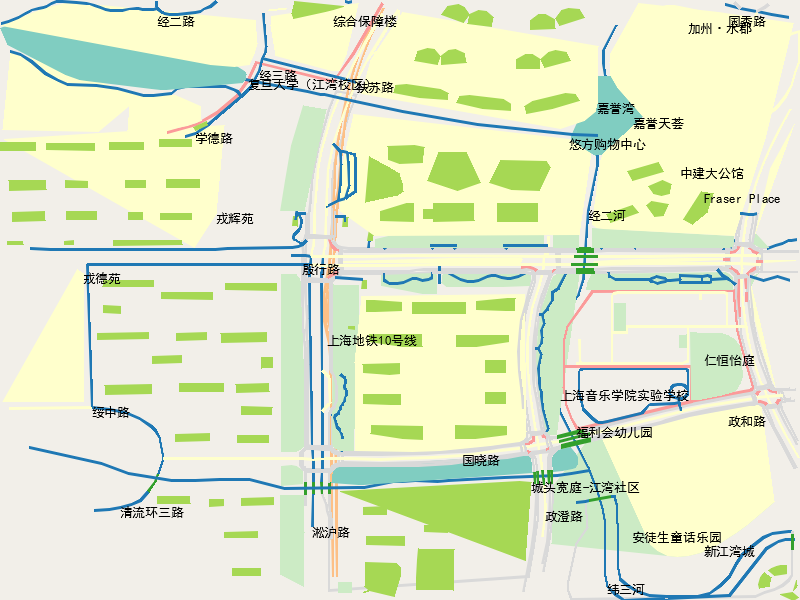 经二路
综合保障楼
园秀路
加州·水都
经三路
复旦大学（江湾校区）
扶苏路
嘉誉湾
嘉誉天荟
学德路
悠方购物中心
中建大公馆
Fraser Place
戎辉苑
经二河
殷行路
戎德苑
上海地铁10号线
仁恒怡庭
上海音乐学院实验学校
绥中路
政和路
福利会幼儿园
国晓路
城头宽庭-江湾社区
清流环三路
政澄路
淞沪路
安徒生童话乐园
新江湾城
纬三河